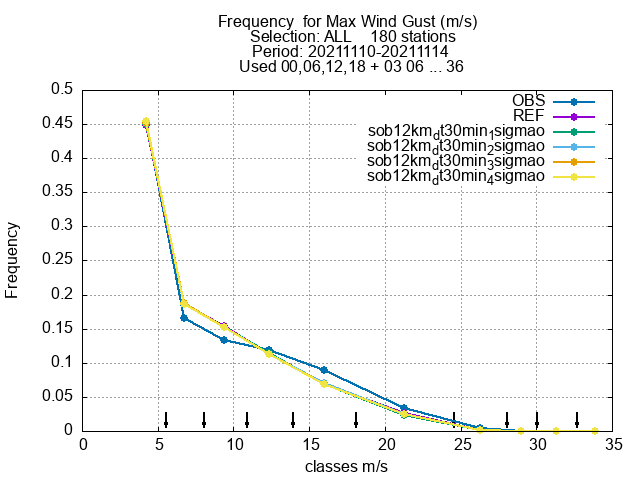 Frequency  for Max Wind Gust (m/s)
Selection: ALL    180 stations
Period: 20211110-20211114
Used 00,06,12,18 + 03 06 ... 36
OBS
REF
sob12km_dt30min_1sigmao
sob12km_dt30min_2sigmao
sob12km_dt30min_3sigmao
sob12km_dt30min_4sigmao
0.5
0.45
0.4
0.35
0.3
0.25
0.2
0.15
0.1
0.05
0
Frequency
0 5 10 15 20 25 30 35
classes m/s